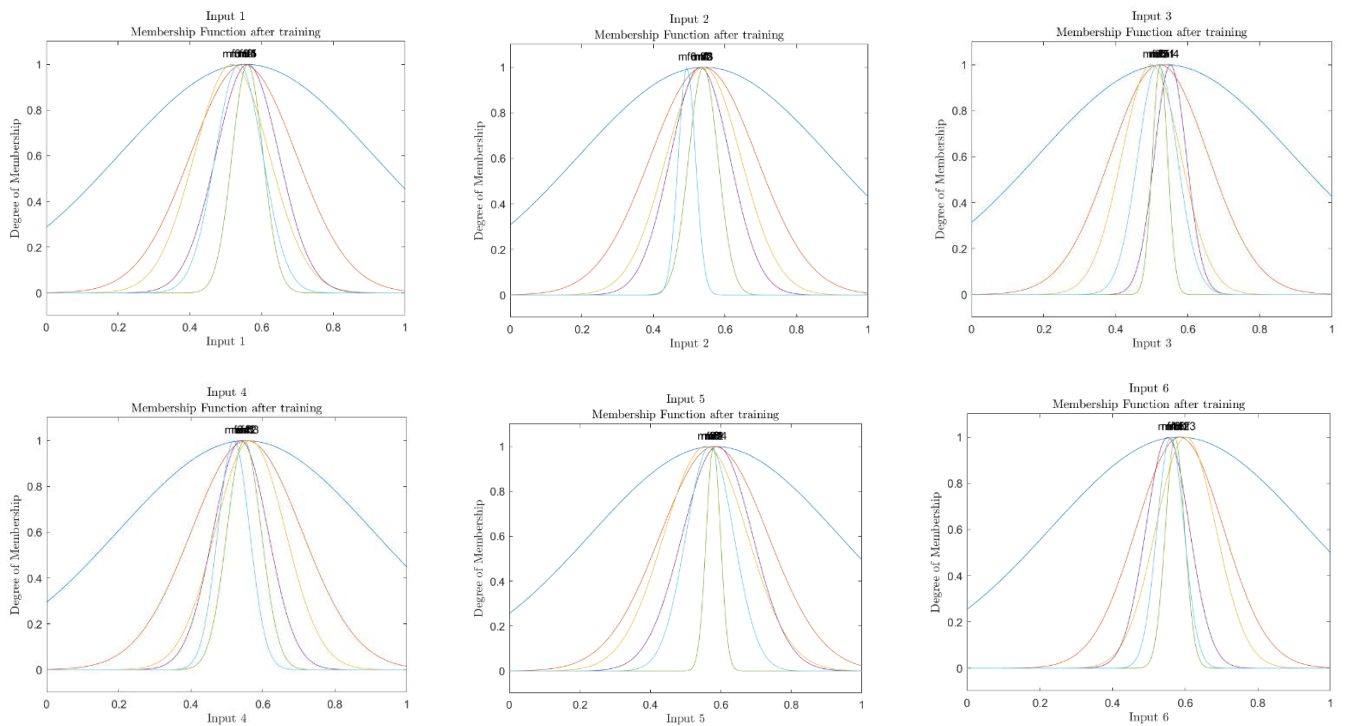 Input 1
Membership Function after training
1
0.8
0.6
0.4
0.2
0
Degree of Membership
0 0.2 0.4 0.6 0.8 1
Input 1
Input 2
Membership Function after training
1
0.8
0.6
0.4
0.2
0
Degree of Membership
0 0.2 0.4 0.6 0.8 1
Input 2
Input 3
Membership Function after training
1
0.8
0.6
0.4
0.2
0
Degree of Membership
0 0.2 0.4 0.6 0.8 1
Input 3
Input 4
Membership Function after training
1
0.8
0.6
0.4
0.2
0
Degree of Membership
0 0.2 0.4 0.6 0.8 1
Input 4
Input 5
Membership Function after training
1
0.8
0.6
0.4
0.2
0
Degree of Membership
0 0.2 0.4 0.6 0.8 1
Input 5
Input 6
Membership Function after training
1
0.8
0.6
0.4
0.2
0
Degree of Membership
0 0.2 0.4 0.6 0.8 1
Input 6